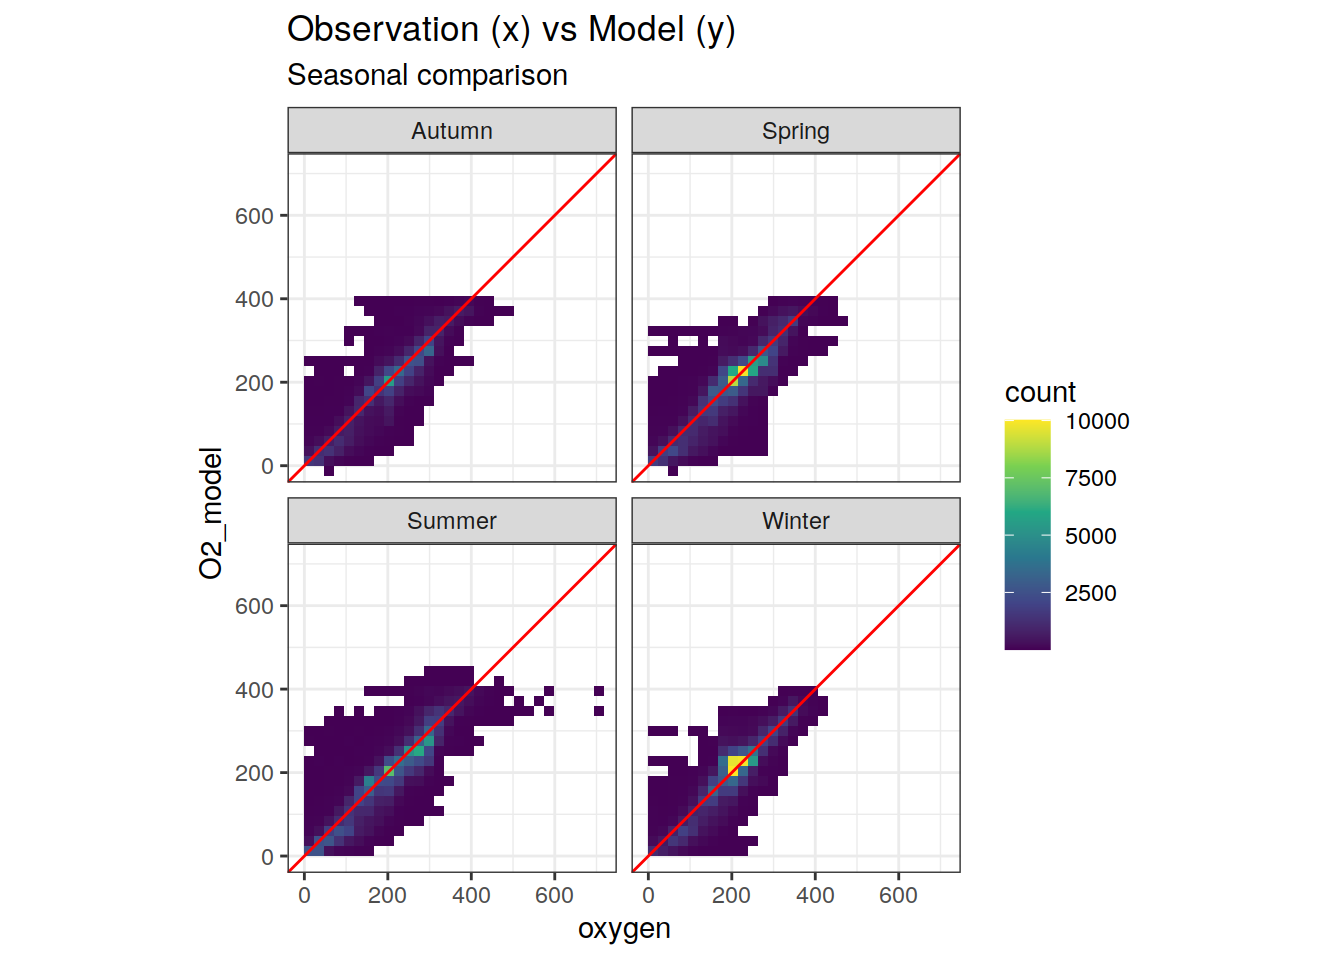 Observation (x) vs Model (y)
Seasonal comparison
Autumn
Spring
600
400
200
0
Summer
Winter
600
400
200
0
0 200 400 600
0 200 400 600
oxygen
O2_model
count
10000
7500
5000
2500